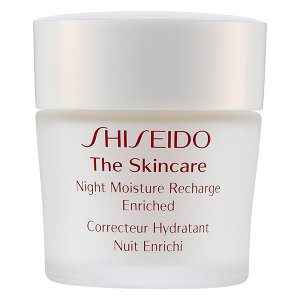 SHISEIDO
The Skincare
Night Moisture Recharge
Enriched
Correcteur Hydratant
Nuit Enrichi